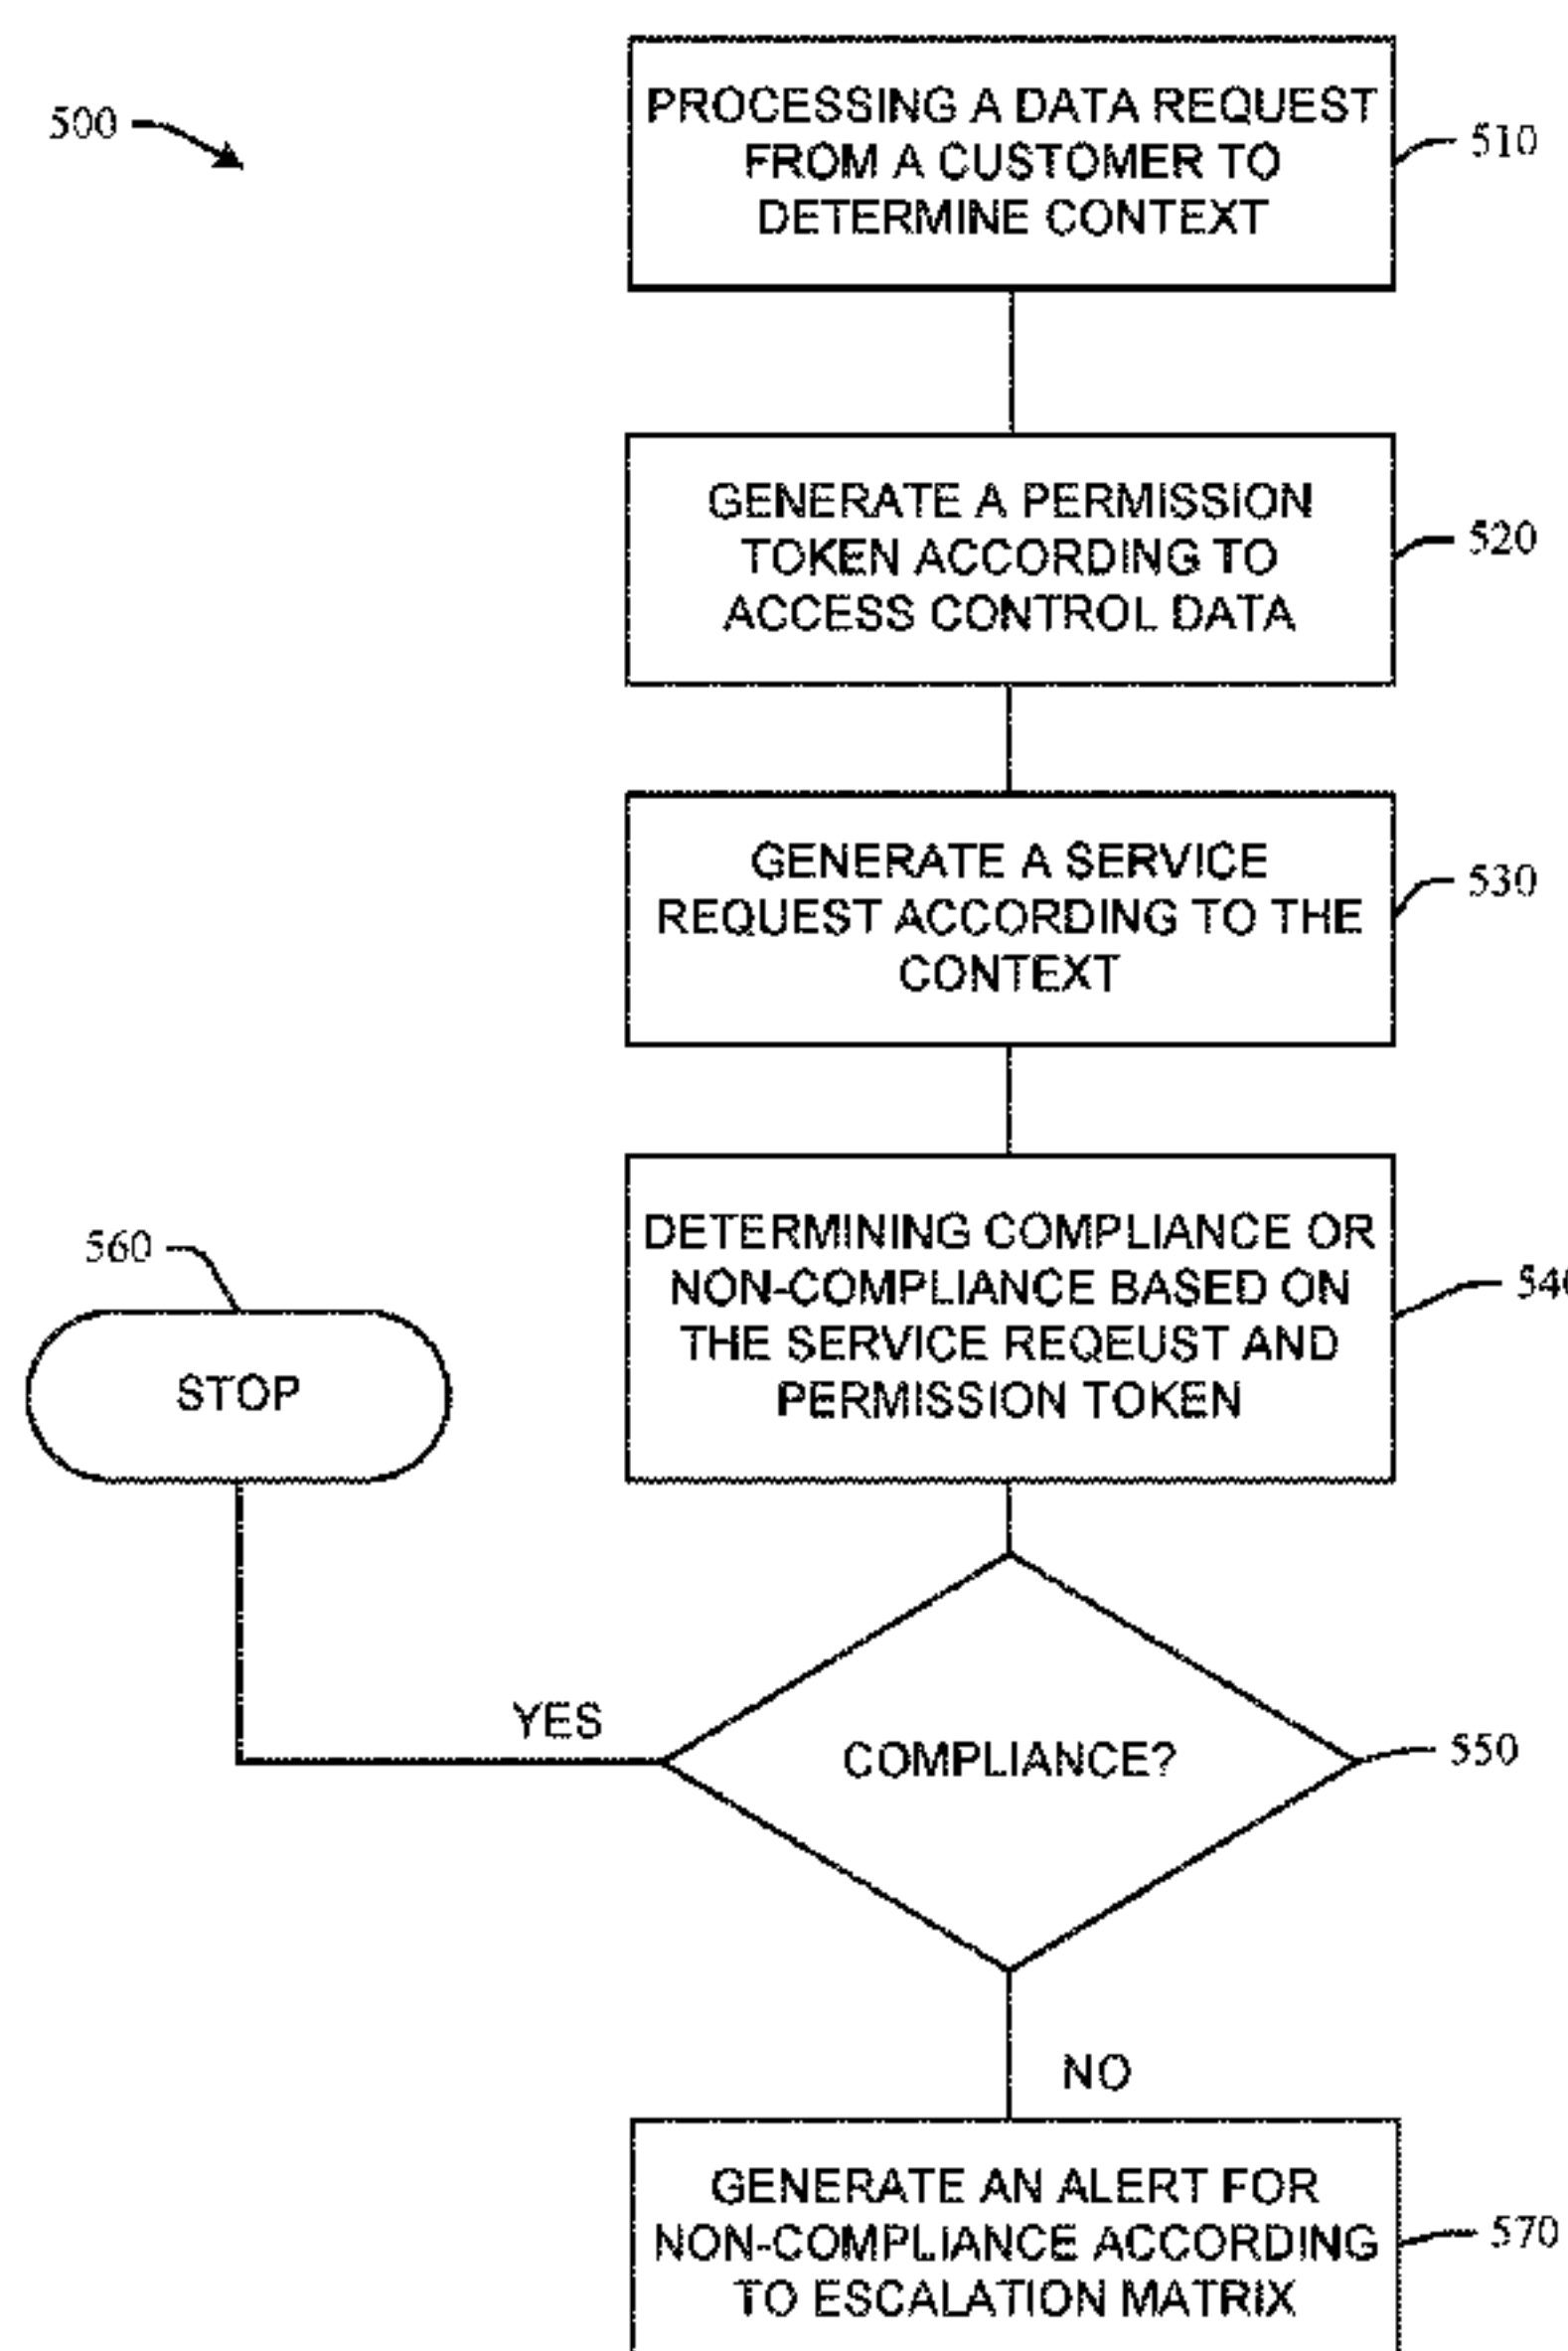 500
PROCESSING A DATA REQUEST
FROM A CUSTOMER TO
DETERMINE CONTEXT
510
GENERATE A PERMISSION
TOKEN ACCORDING TO
ACCESS CONTROL DATA
520
GENERATE A SERVICE
REQUEST ACCORDING TO THE
CONTEXT
530
DETERMINING COMPLIANCE OR
NON-COMPLIANCE BASED ON
THE SERVICE REQEUST AND
PERMISSION TOKEN
540
560
STOP
YES
COMPLIANCE?
550
NO
GENERATE AN ALERT FOR
NON-COMPLIANCE ACCORDING
TO ESCALATION MATRIX
570